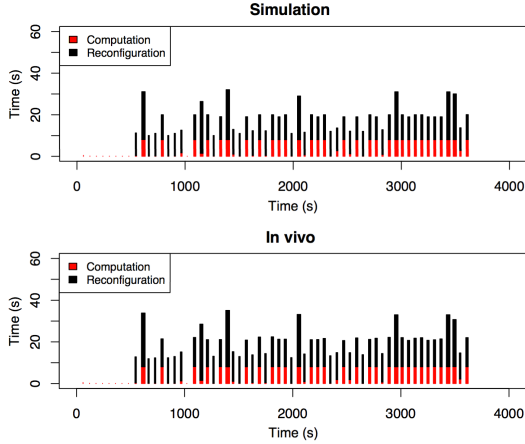 Simulation
Computation
Reconfiguration
Time (s)
60
40
20
0
0 1000 2000 3000 4000
Time (s)
In vivo
Computation
Reconfiguration
Time (s)
60
40
20
0
0 1000 2000 3000 4000
Time (s)